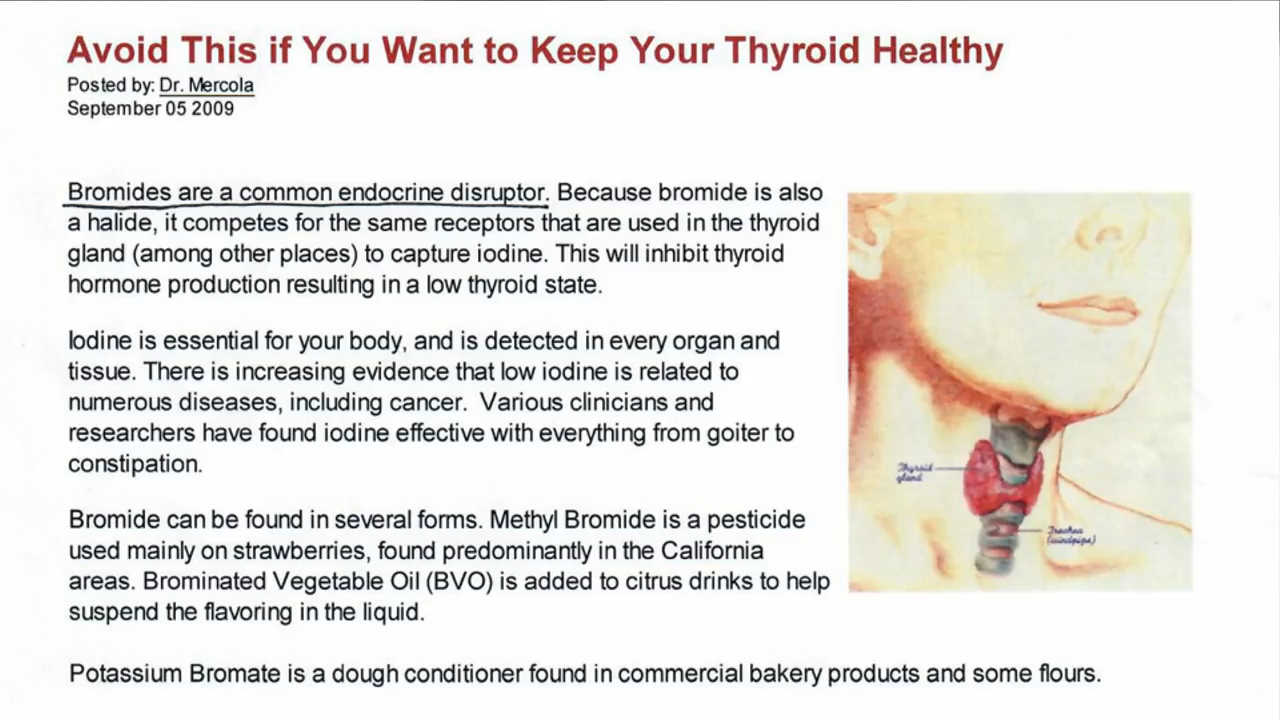 Avoid This if You Want to Keep Your Thyroid Healthy
Posted by: Dr. Mercola
September 05 2009
Bromides are a common endocrine disruptor. Because bromide is also
a halide, it competes for the same receptors that are used in the thyroid
gland (among other places) to capture iodine. This will inhibit thyroid
hormone production resulting in a low thyroid state.
Iodine is essential for your body, and is detected in every organ and
tissue. There is increasing evidence that low iodine is related to
numerous diseases, including cancer.  Various clinicians and
researchers have found iodine effective with everything from goiter to
constipation.
Thyroid
gland
Trachea
(windpipe)
Bromide can be found in several forms. Methyl Bromide is a pesticide
used mainly on strawberries, found predominantly in the California
areas. Brominated Vegetable Oil (BVO) is added to citrus drinks to help
suspend the flavoring in the liquid.
Potassium Bromate is a dough conditioner found in commercial bakery products and some flours.